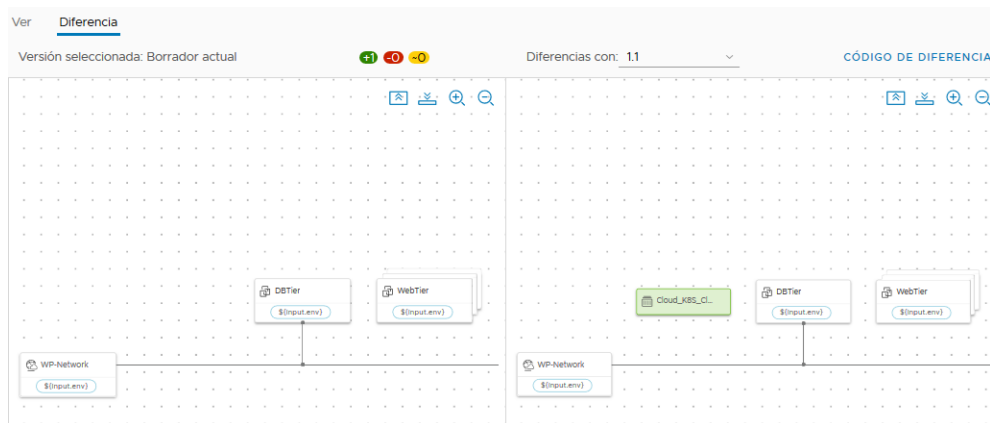 Ver Diferencia
Versión seleccionada: Borrador actual +1 -0 ~0 Diferencias con: 1.1 CÓDIGO DE DIFERENCIA
DBTier
${input.env}
WebTier
${input.env}
WP-Network
${input.env}
Cloud_K8S_Cl...
DBTier
${input.env}
WebTier
${input.env}
WP-Network
${input.env}